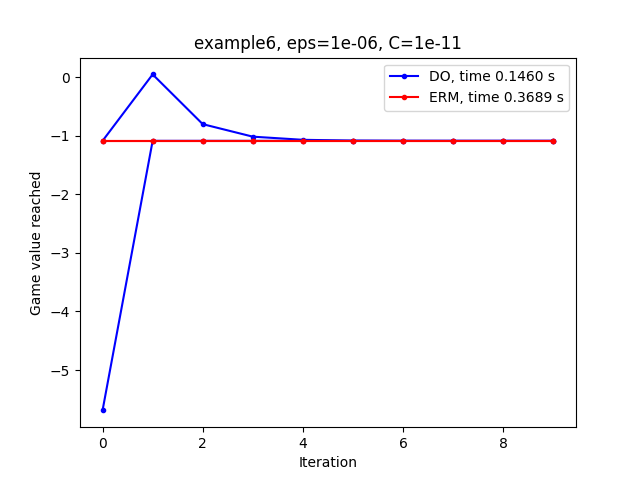 example6, eps=1e-06, C=1e-11
DO, time 0.1460 s
ERM, time 0.3689 s
Game value reached
0
−1
−2
−3
−4
−5
0
2
4
6
8
Iteration